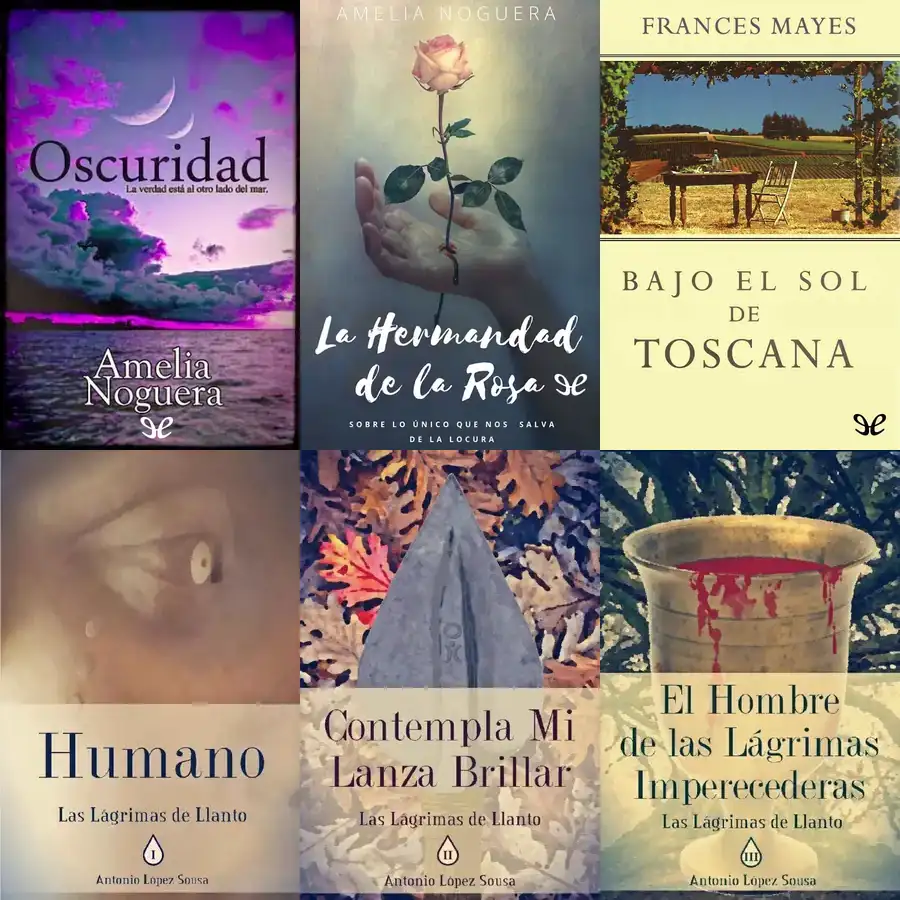 Oscuridad
La verdad está al otro lado del mar.
Amelia
Noguera
AMELIA NOGUERA
La Hermandad
de la Rosa
SOBRE LO ÚNICO QUE NOS SALVA
DE LA LOCURA
FRANCES MAYES
BAJO EL SOL
DE
TOSCANA
Humano
Las Lágrimas de Llanto
I
Antonio López Sousa
Contempla Mi
Lanza Brillar
Las Lágrimas de Llanto
II
Antonio López Sousa
El Hombre
de las Lágrimas
Imperecederas
Las Lágrimas de Llanto
III
Antonio López Sousa